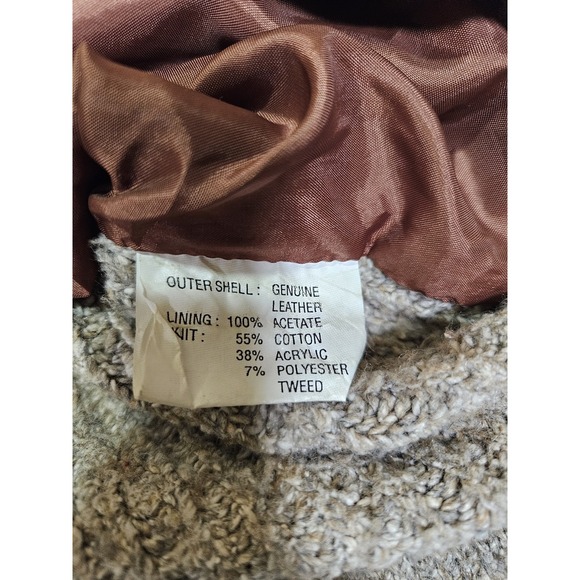 OUTER SHELL: GENUINE
LEATHER
LINING: 100% ACETATE
KNIT: 55% COTTON
38% ACRYLIC
7% POLYESTER
TWEED